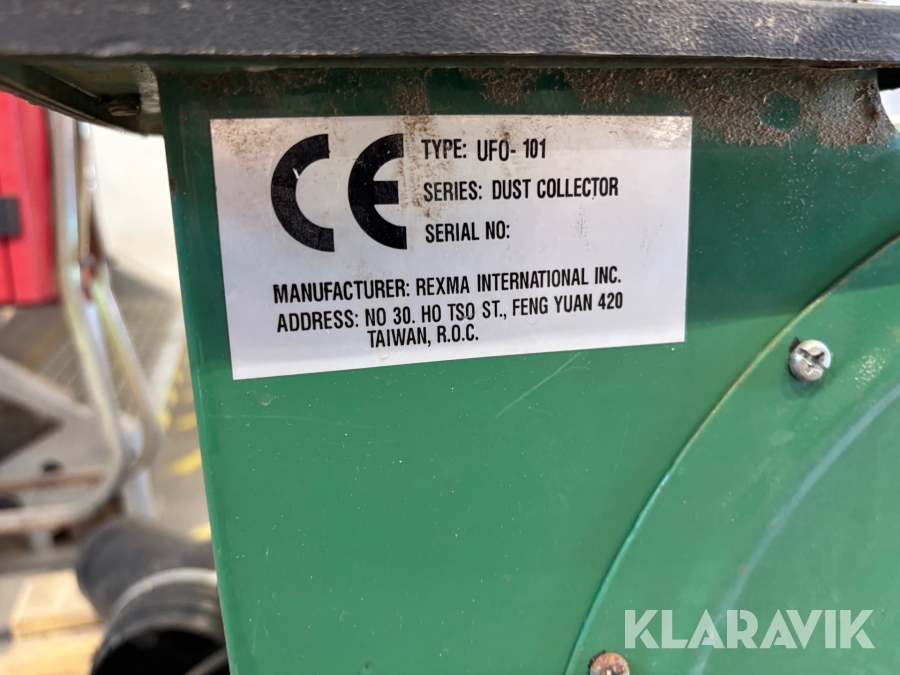 CE
TYPE: UFO- 101
SERIES: DUST COLLECTOR
SERIAL NO:
MANUFACTURER: REXMA INTERNATIONAL INC.
ADDRESS: NO 30. HO TSO ST., FENG YUAN 420
TAIWAN, R.O.C.
KLARAVIK